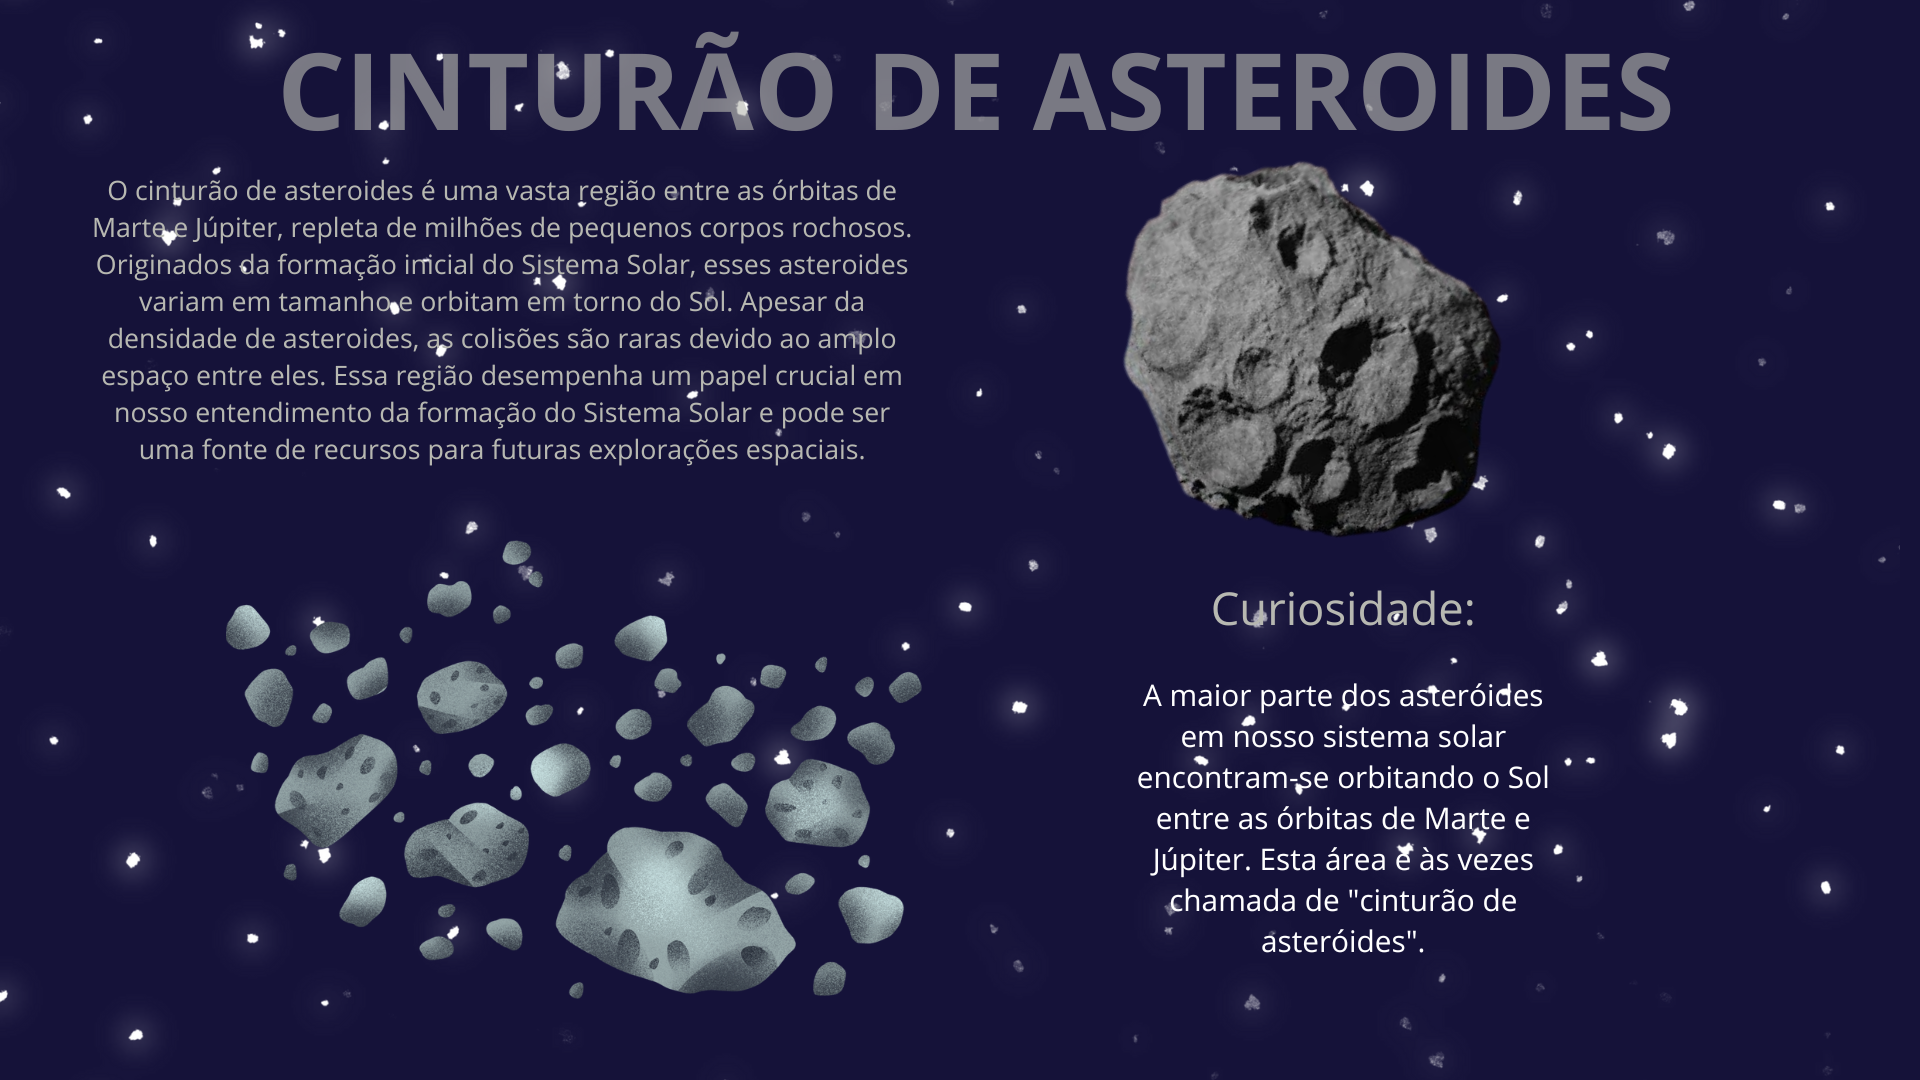 CINTURÃO DE ASTEROIDES
O cinturão de asteroides é uma vasta região entre as órbitas de
Marte e Júpiter, repleta de milhões de pequenos corpos rochosos.
Originados da formação inicial do Sistema Solar, esses asteroides
variam em tamanho e orbitam em torno do Sol. Apesar da
densidade de asteroides, as colisões são raras devido ao amplo
espaço entre eles. Essa região desempenha um papel crucial em
nosso entendimento da formação do Sistema Solar e pode ser
uma fonte de recursos para futuras explorações espaciais.
Curiosidade:
A maior parte dos asteróides
em nosso sistema solar
encontram-se orbitando o Sol
entre as órbitas de Marte e
Júpiter. Esta área é às vezes
chamada de "cinturão de
asteróides".